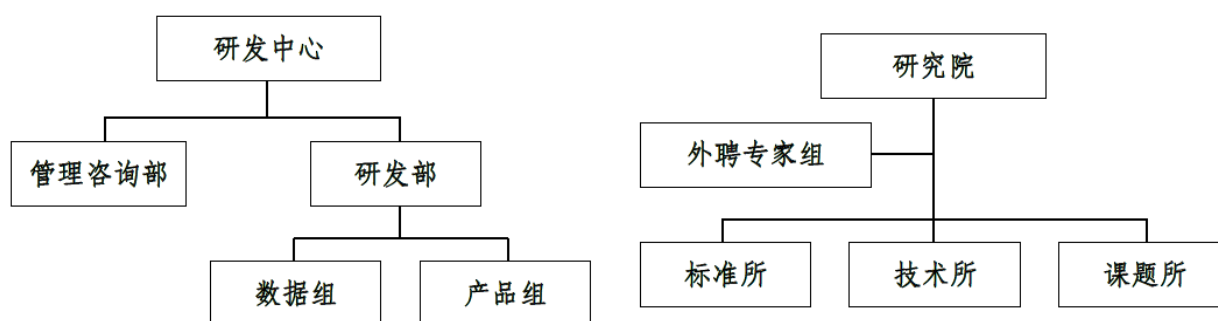 研发中心
管理咨询部
研发部
数据组
产品组
研究院
外聘专家组
标准所
技术所
课题所